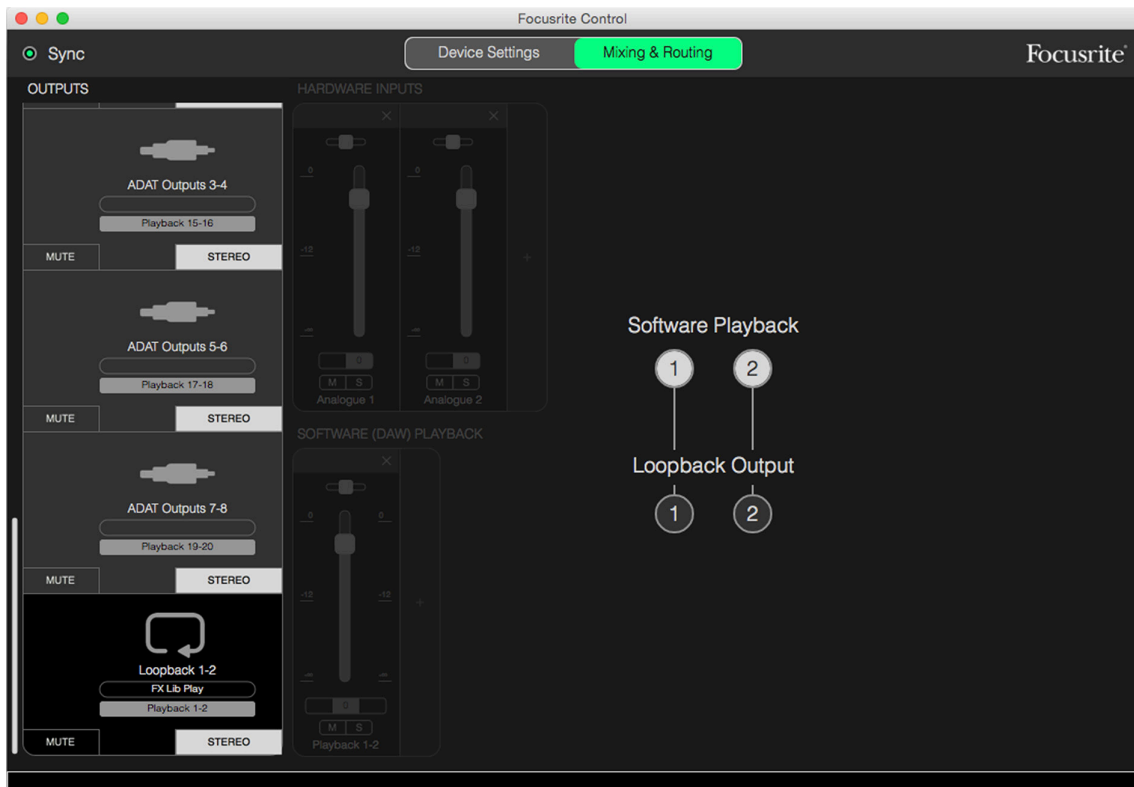 Focusrite Control
Sync
Device Settings
Mixing & Routing
Focusrite®
OUTPUTS
ADAT Outputs 3-4
Playback 15-16
MUTE
STEREO
ADAT Outputs 5-6
Playback 17-18
MUTE
STEREO
ADAT Outputs 7-8
Playback 19-20
MUTE
STEREO
Loopback 1-2
FX Lib Play
Playback 1-2
MUTE
STEREO
HARDWARE INPUTS
0
0
-12
-12
-∞
-∞
0
0
M S
M S
Analogue 1
Analogue 2
SOFTWARE (DAW) PLAYBACK
0
0
-12
-12
-∞
-∞
0
M S
Playback 1-2
Software Playback
1 2
Loopback Output
1 2